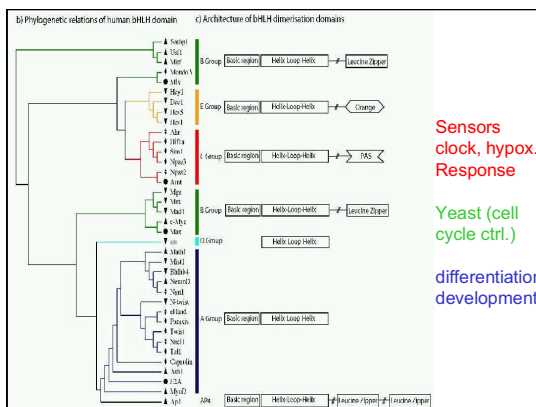 b) Phylogenetic relations of human bHLH domain
c) Architecture of bHLH dimerisation domains
Srebp1
Usf1
Mitf
MondoA
Mlx
B Group
Basic region
Helix-Loop-Helix
Leucine Zipper
Hey1
Dec1
Hes5
Hes1
E Group
Basic region
Helix-Loop-Helix
Orange
Ahr
Hif1a
Sim1
Npas3
Npas2
Arnt
C Group
Basic region
Helix-Loop-Helix
PAS
Mga
Mnt
Mad1
c-Myc
Max
B Group
Basic region
Helix-Loop-Helix
Leucine Zipper
D Group
Helix Loop Helix
Math1
Mist1
Bhlhb4
NeuroD
Ngn1
N-twist
eHand
Paraxis
Twist
Tal1
Capsulin
Ash1
E2A
MyoD
A Group
Basic region
Helix Loop Helix
Ap4
AP4
Basic region
Helix-Loop-Helix
Leucine Zipper
Leucine Zipper
Sensors
clock, hypox.
Response
Yeast (cell
cycle ctrl.)
differentiation
development